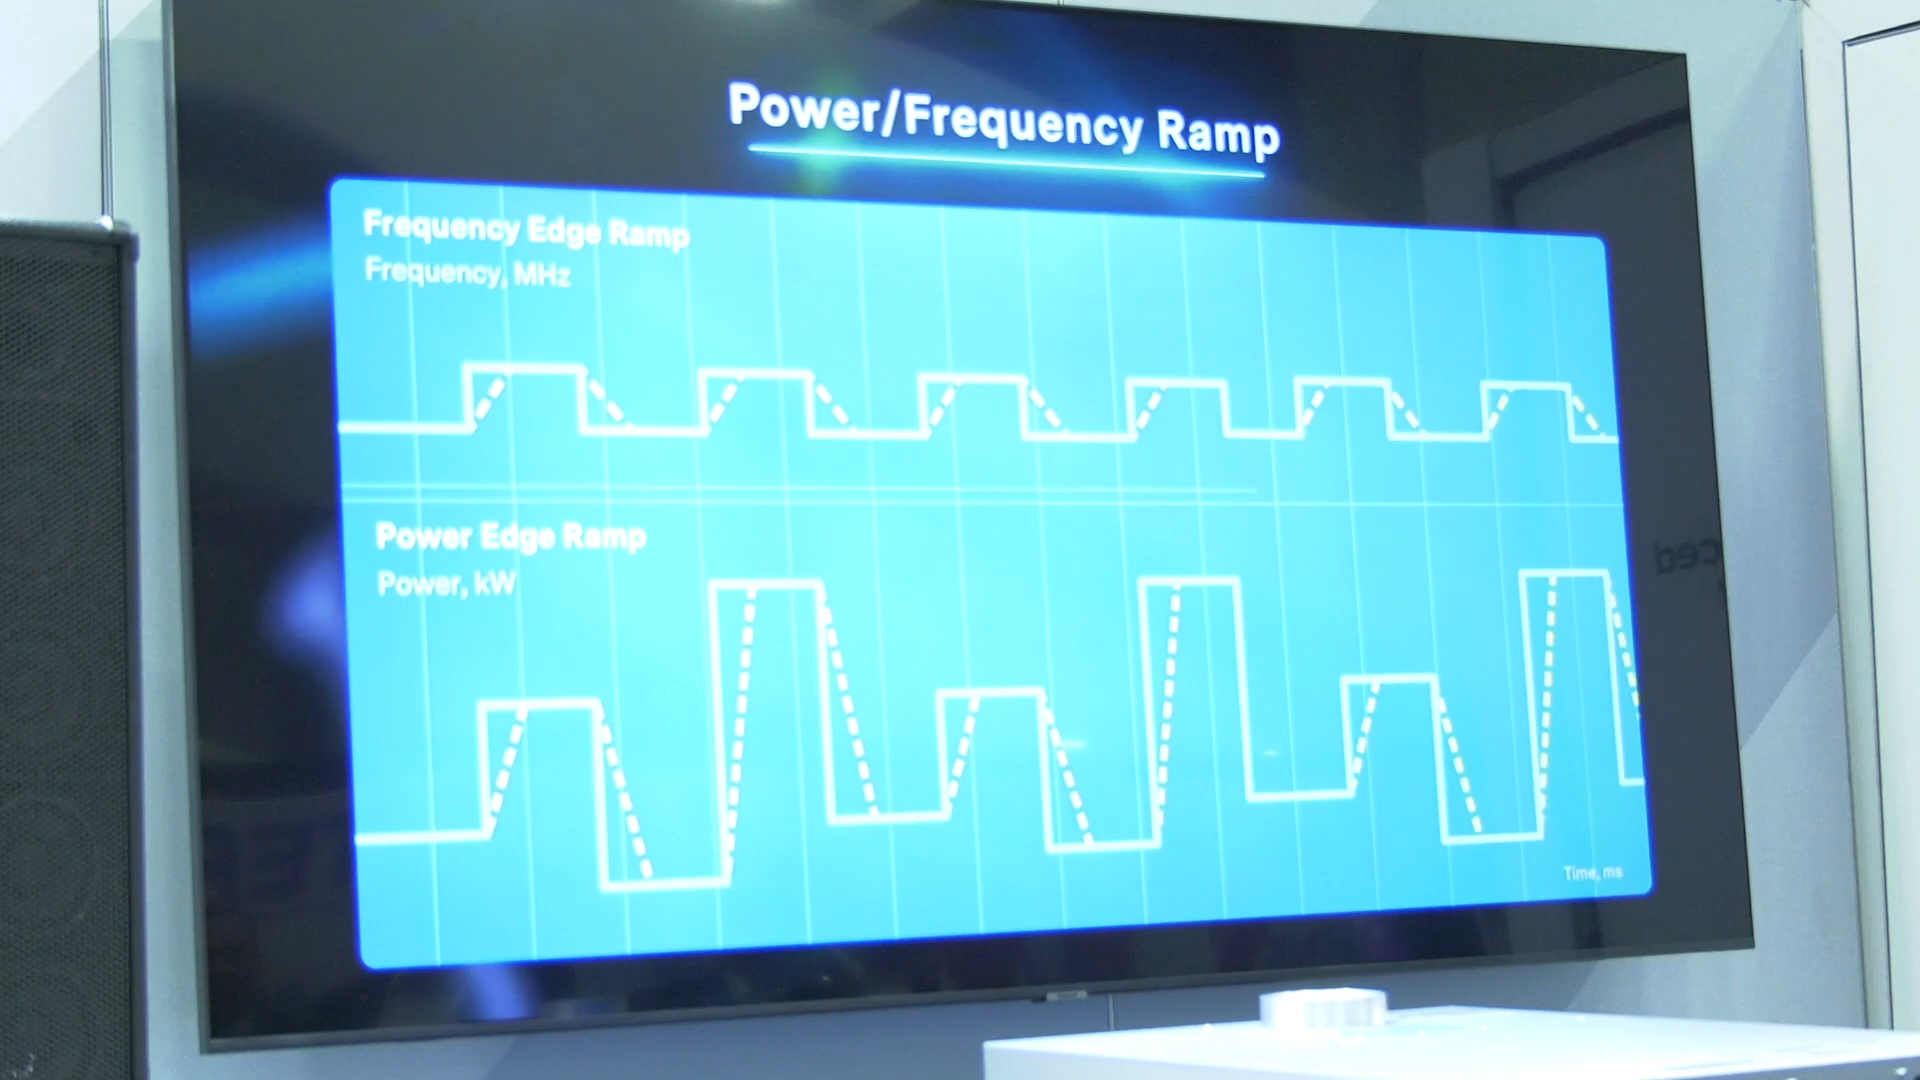 Power/Frequency Ramp
Frequency Edge Ramp
Frequency, MHz
Power Edge Ramp
Power, kW
Time, ms